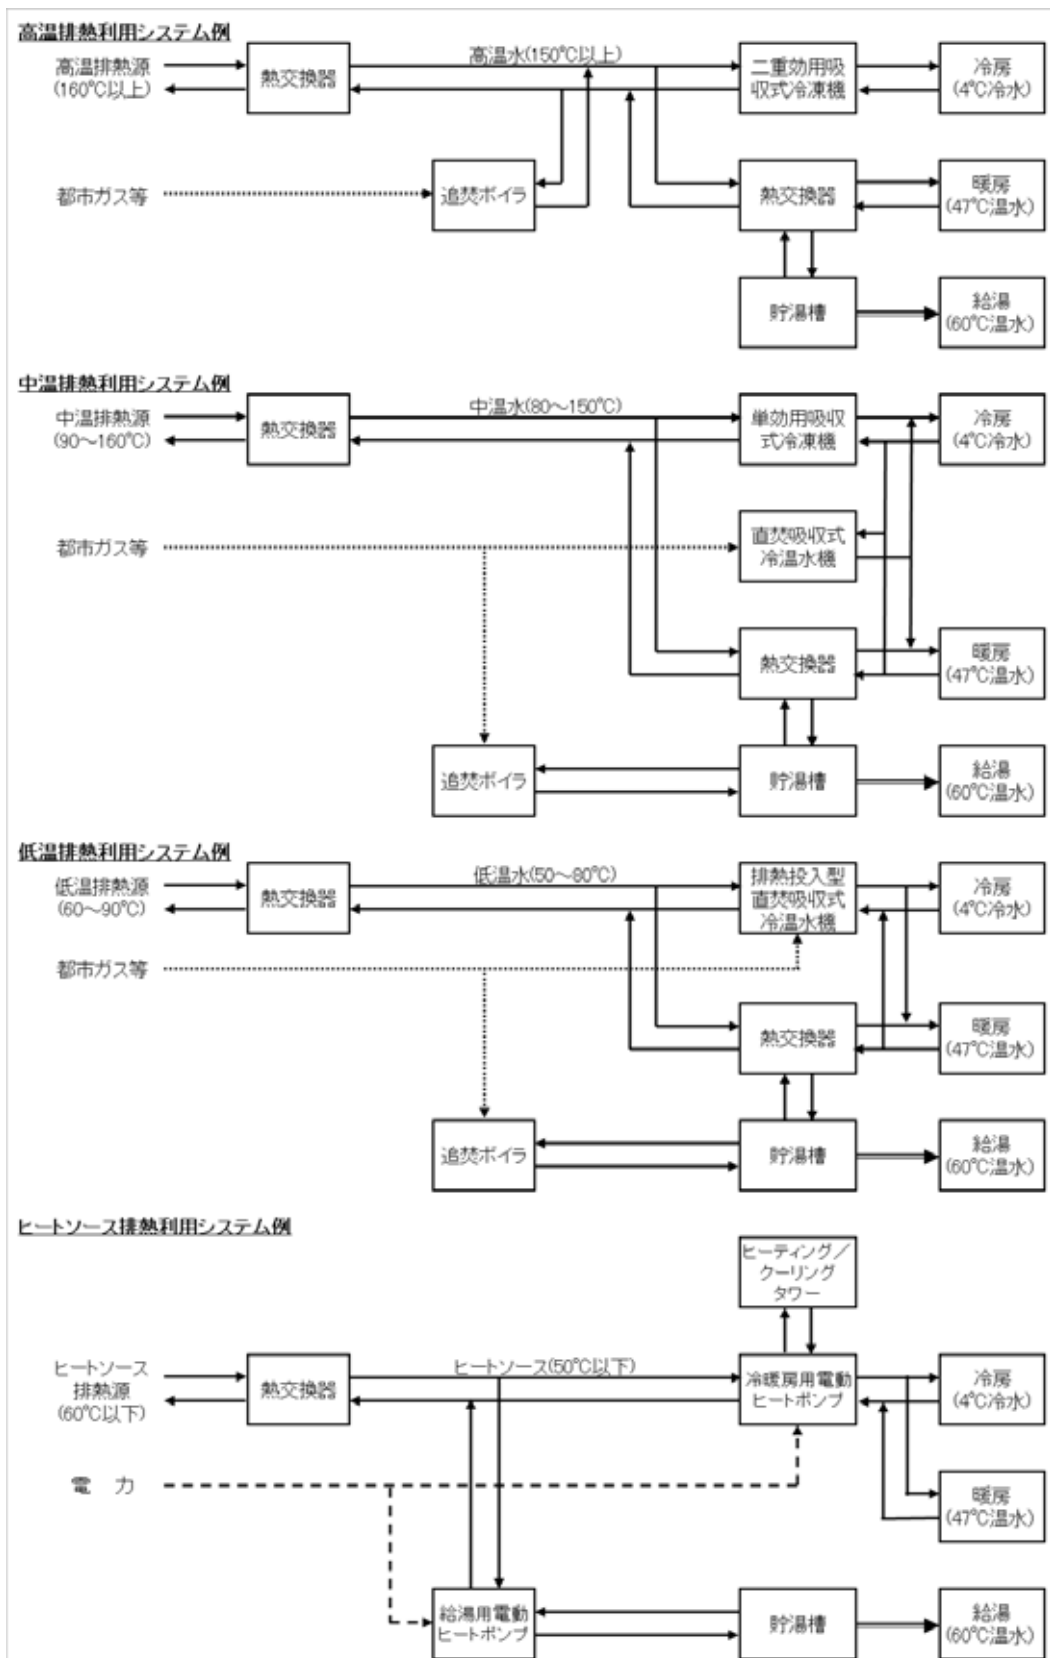 高温排熱利用システム例
高温排熱源
(160℃以上)
熱交換器
高温水(150℃以上)
二重効用吸
収式冷凍機
冷房
(4℃冷水)
都市ガス等
追焚ボイラ
熱交換器
暖房
(47℃温水)
貯湯槽
給湯
(60℃温水)
中温排熱利用システム例
中温排熱源
(90～160℃)
熱交換器
中温水(80～150℃)
単効用吸収
式冷凍機
冷房
(4℃冷水)
都市ガス等
直焚吸収式
冷温水機
熱交換器
暖房
(47℃温水)
追焚ボイラ
貯湯槽
給湯
(60℃温水)
低温排熱利用システム例
低温排熱源
(60～90℃)
熱交換器
低温水(50～80℃)
排熱投入型
直焚吸収式
冷温水機
冷房
(4℃冷水)
都市ガス等
熱交換器
暖房
(47℃温水)
追焚ボイラ
貯湯槽
給湯
(60℃温水)
ヒートソース排熱利用システム例
ヒーティング／
クーリング
タワー
ヒートソース
排熱源
(60℃以下)
熱交換器
ヒートソース(50℃以下)
冷暖房用電動
ヒートポンプ
冷房
(4℃冷水)
電　力
暖房
(47℃温水)
給湯用電動
ヒートポンプ
貯湯槽
給湯
(60℃温水)